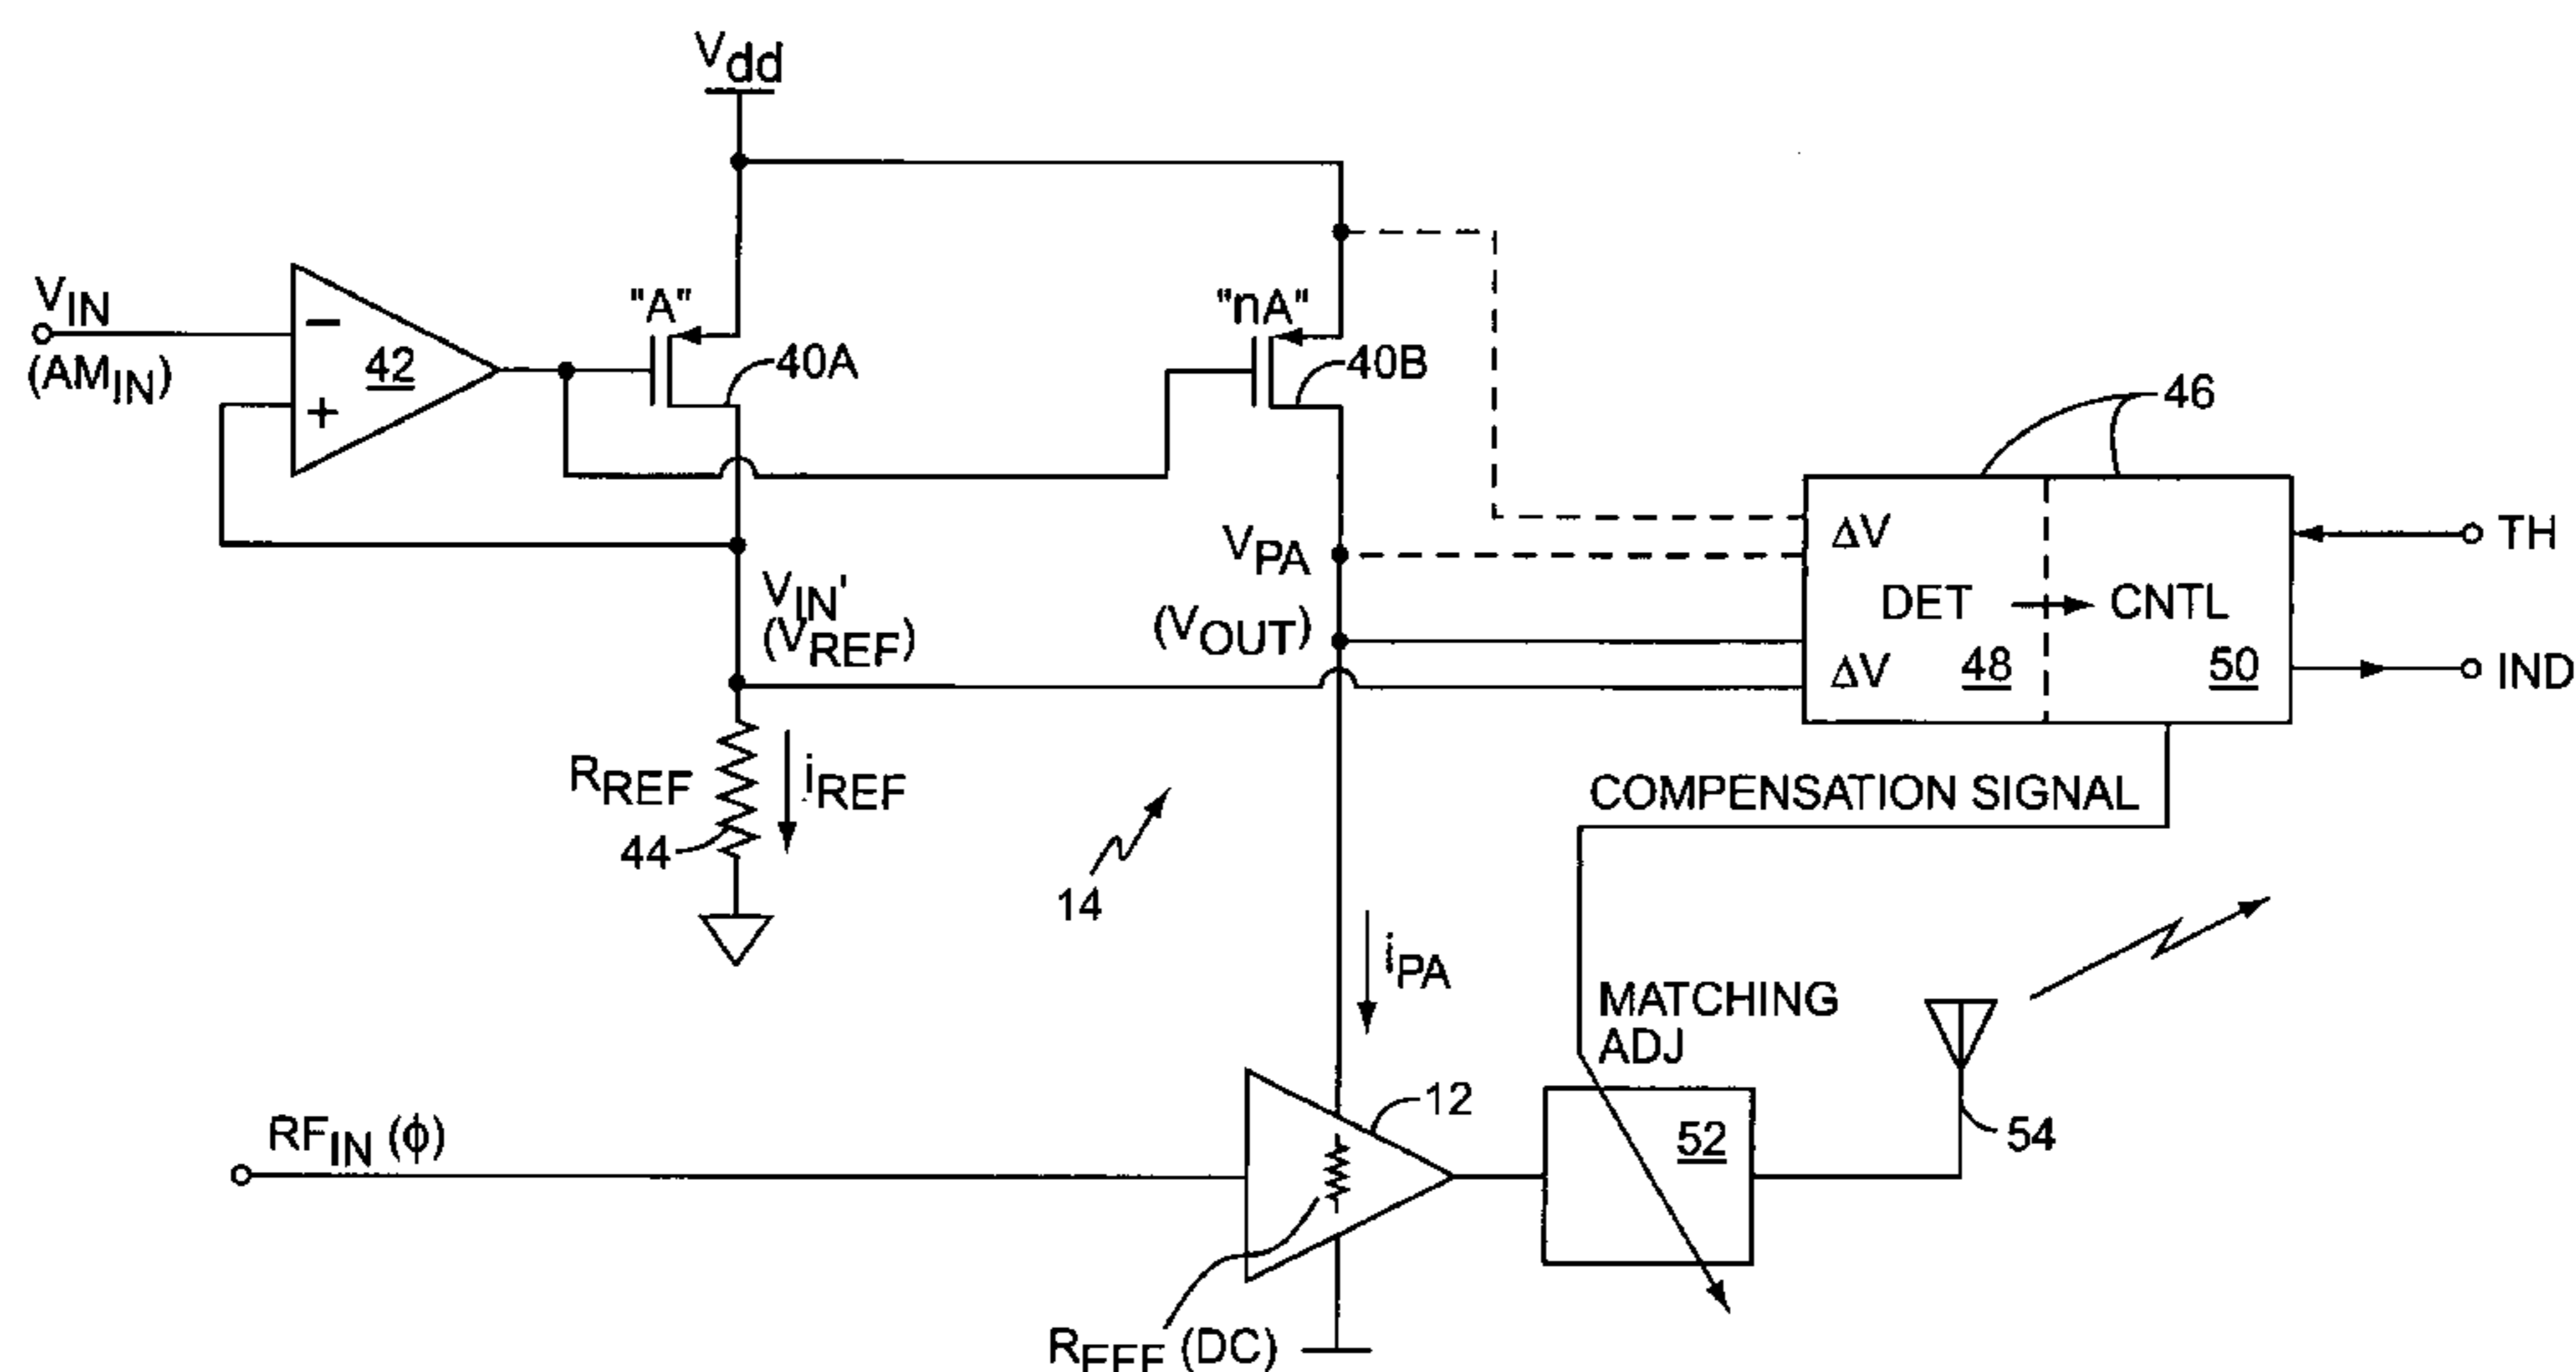 Vdd
VIN
(AMIN)
−
+
42
"A"
40A
"nA"
40B
46
ΔV
VPA
TH
DET
CNTL
VIN'
(VREF)
(VOUT)
ΔV
48
50
IND
RREF
iREF
44
14
COMPENSATION SIGNAL
iPA
MATCHING
ADJ
12
52
54
RFIN (ϕ)
REFF (DC)